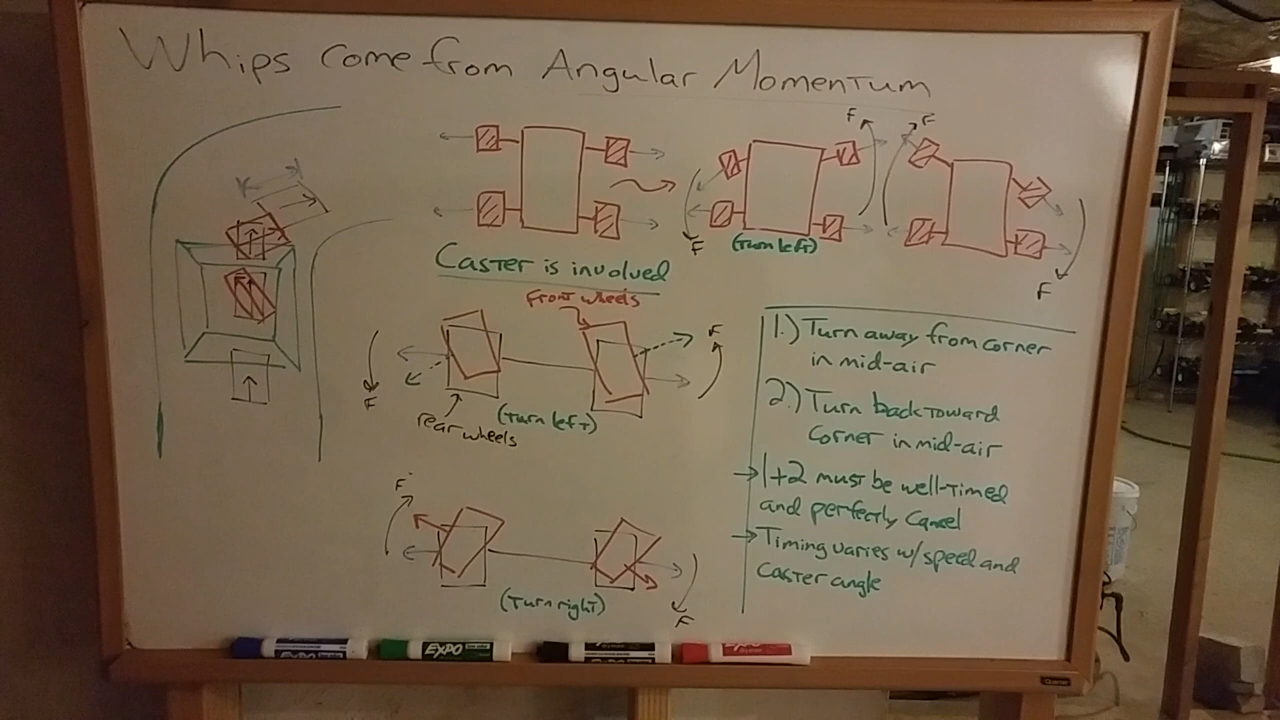 Whips come from Angular Momentum
F
F
F
F
(turn left)
Caster is involved
front wheels
F
F
rear wheels
(turn left)
F
F
(turn right)
1.) Turn away from corner
in mid-air
2.) Turn back toward
corner in mid-air
→ 1+2 must be well-timed
and perfectly cancel
→ Timing varies w/speed and
caster angle
EXPO
EXPO
EXPO
EXPO
Quartet